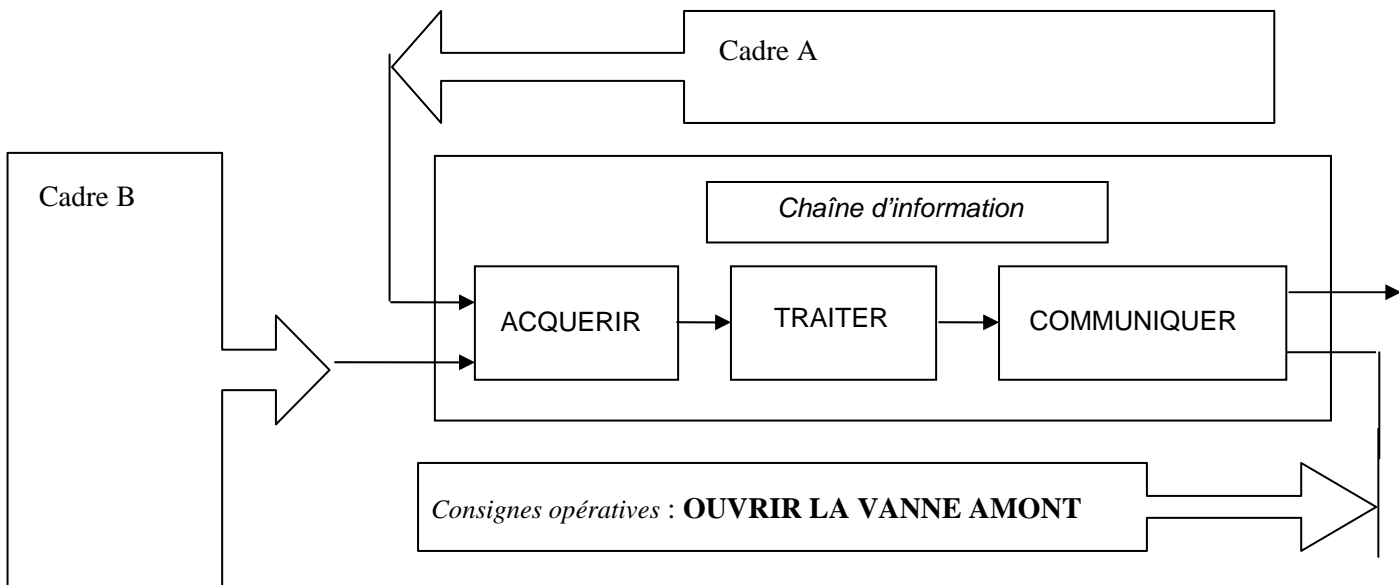 Cadre A
Cadre B
Chaîne d'information
ACQUERIR
TRAITER
COMMUNIQUER
Consignes opératives : OUVRIR LA VANNE AMONT